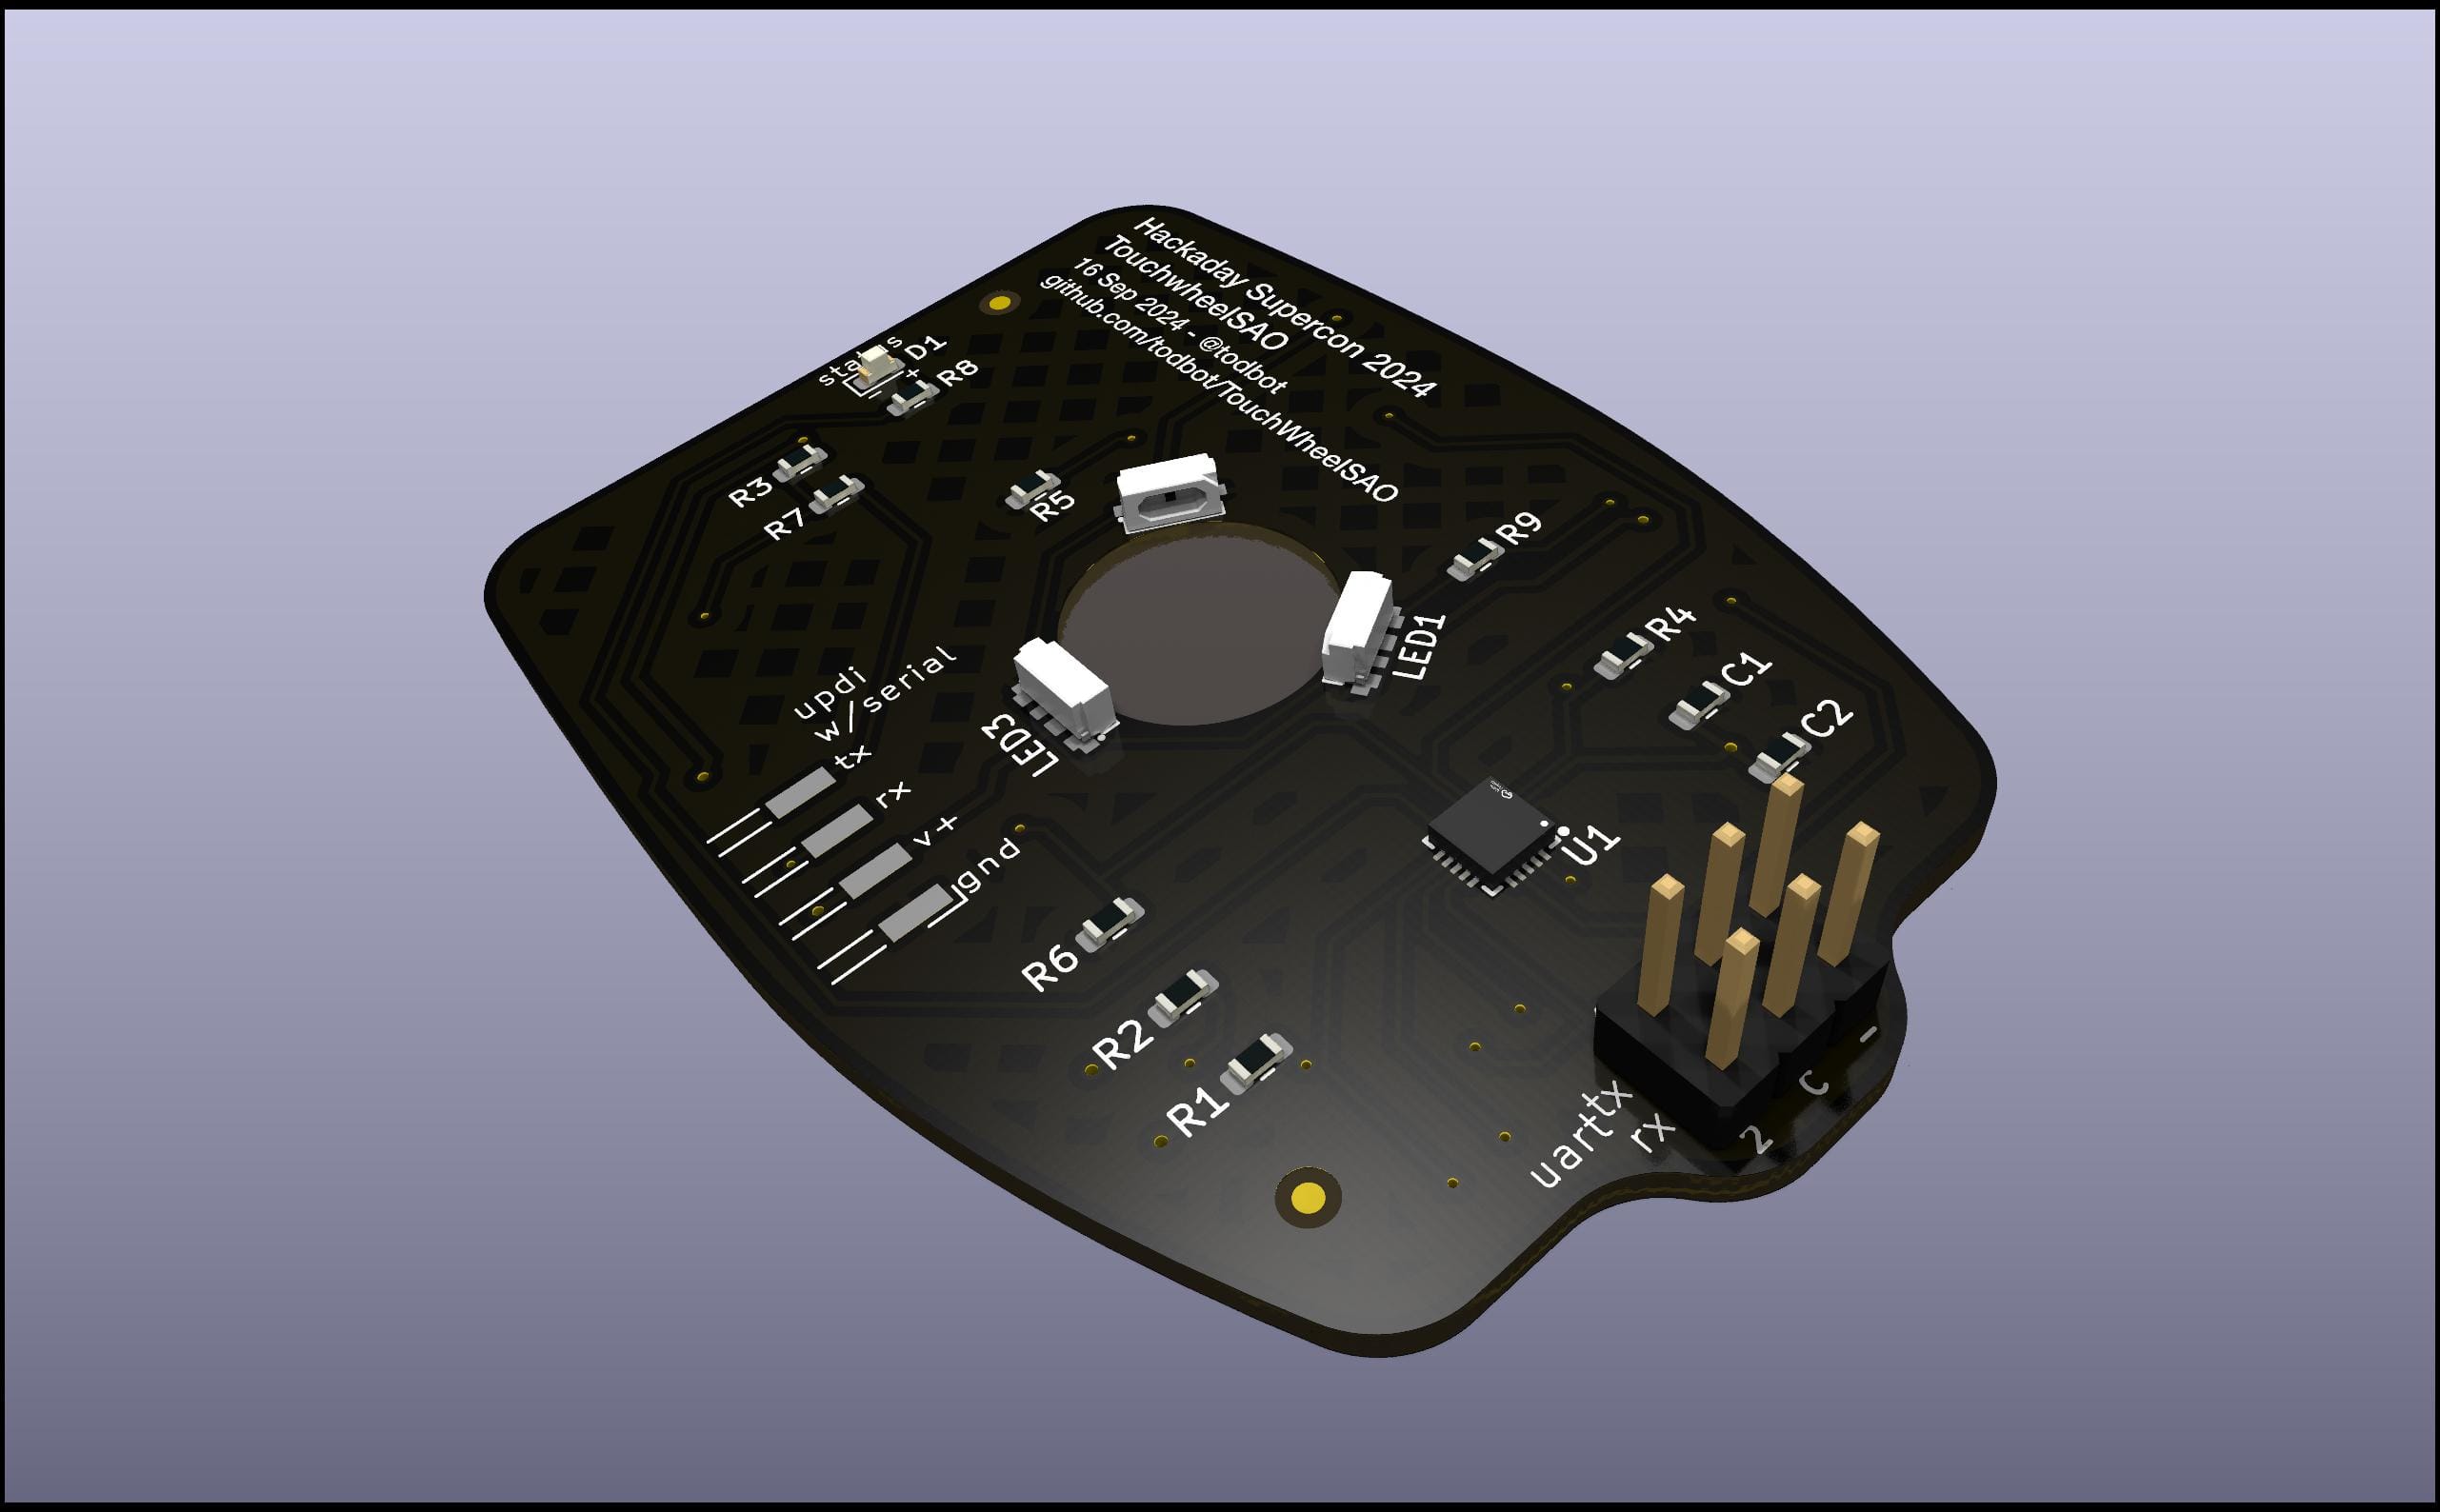 Hackaday Supercon 2024
TouchwheelSAO
16 Sep 2024 - @todbot
github.com/todbot/TouchWheelSAO
D1
+
R8
R3
R7
R5
R9
LED1
R4
C1
C2
updi
w/serial
tx
rx
v+
gnd
LED3
U1
R6
R2
R1
uart
tx
rx
2
C
-